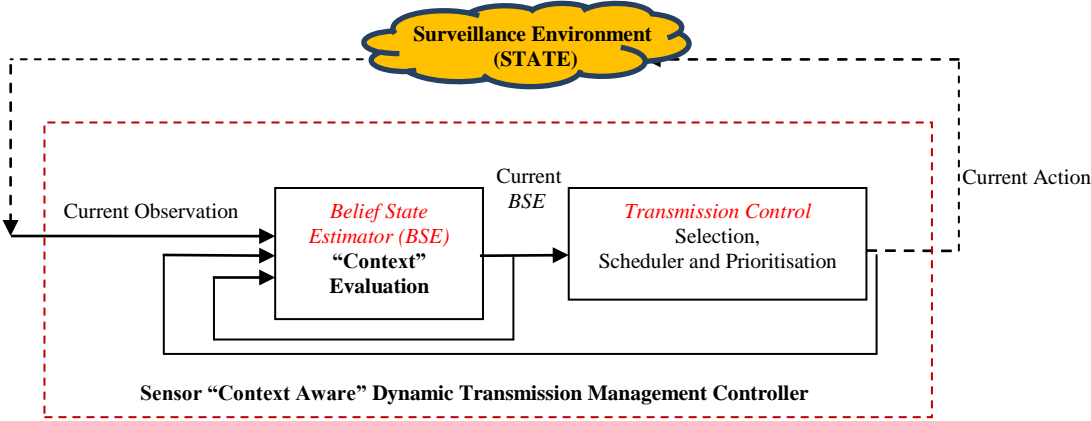 Surveillance Environment
(STATE)
Current
BSE
Current Action
Current Observation
Belief State
Estimator (BSE)
“Context”
Evaluation
Transmission Control
Selection,
Scheduler and Prioritisation
Sensor “Context Aware” Dynamic Transmission Management Controller